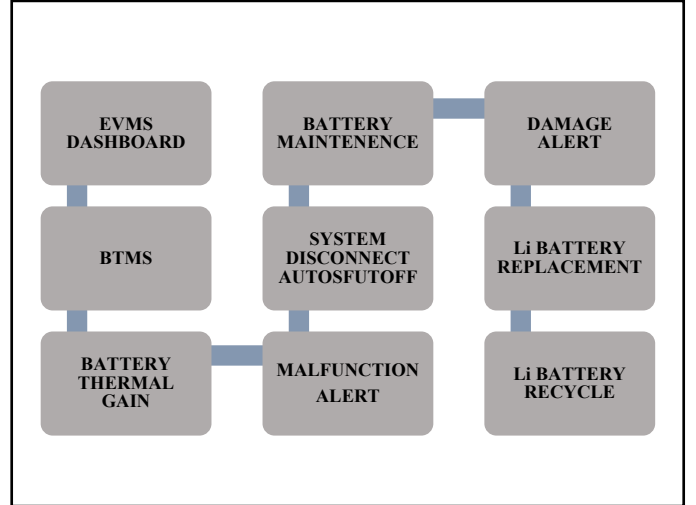 EVMS
DASHBOARD
BTMS
BATTERY
THERMAL
GAIN
MALFUNCTION
ALERT
SYSTEM
DISCONNECT
AUTOSFUTOFF
BATTERY
MAINTENENCE
DAMAGE
ALERT
Li BATTERY
REPLACEMENT
Li BATTERY
RECYCLE